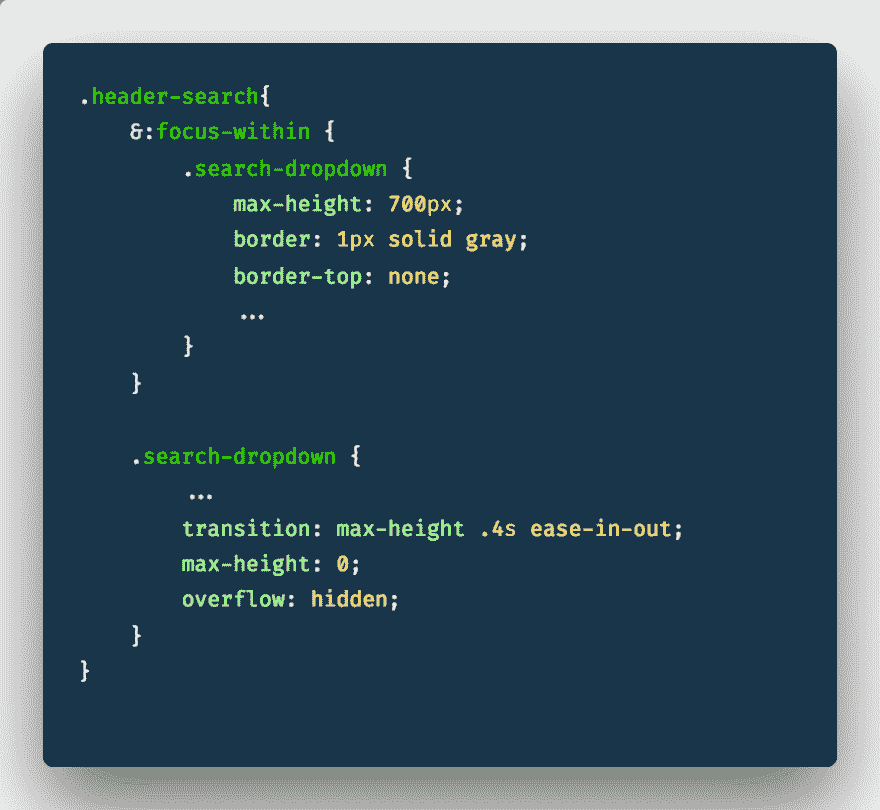 .header-search{
&:focus-within {
.search-dropdown {
max-height: 700px;
border: 1px solid gray;
border-top: none;
...
}
}
.search-dropdown {
...
transition: max-height .4s ease-in-out;
max-height: 0;
overflow: hidden;
}
}